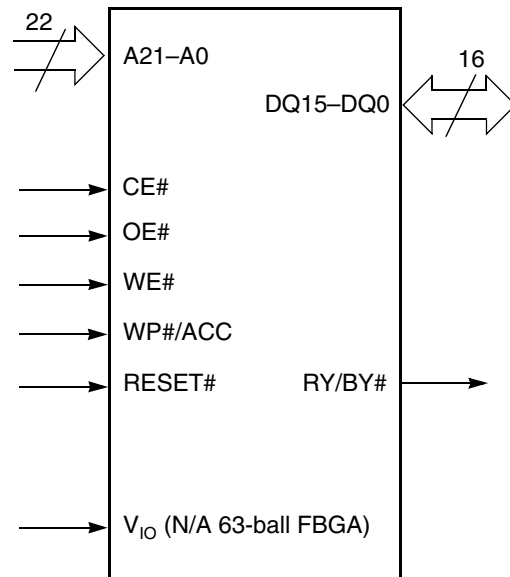 22
A21–A0
16
DQ15–DQ0
CE#
OE#
WE#
WP#/ACC
RESET#
RY/BY#
VIO (N/A 63-ball FBGA)